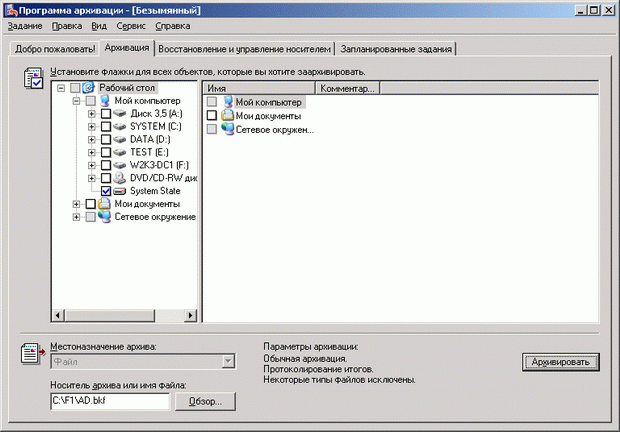 Программа архивации - [Безымянный]
Задание Правка Вид Сервис Справка
Добро пожаловать! Архивация Восстановление и управление носителем Запланированные задания
Установите флажки для всех объектов, которые вы хотите заархивировать.
Рабочий стол
Мой компьютер
Диск 3,5 (A:)
SYSTEM (C:)
DATA (D:)
TEST (E:)
W2K3-DC1 (F:)
DVD/CD-RW дис
System State
Мои документы
Сетевое окружение
Имя Комментар...
Мой компьютер
Мои документы
Сетевое окружен...
Местоназначение архива:
Файл
Носитель архива или имя файла:
C:\F1\AD.bkf Обзор...
Параметры архивации:
Обычная архивация.
Протоколирование итогов.
Некоторые типы файлов исключены.
Архивировать